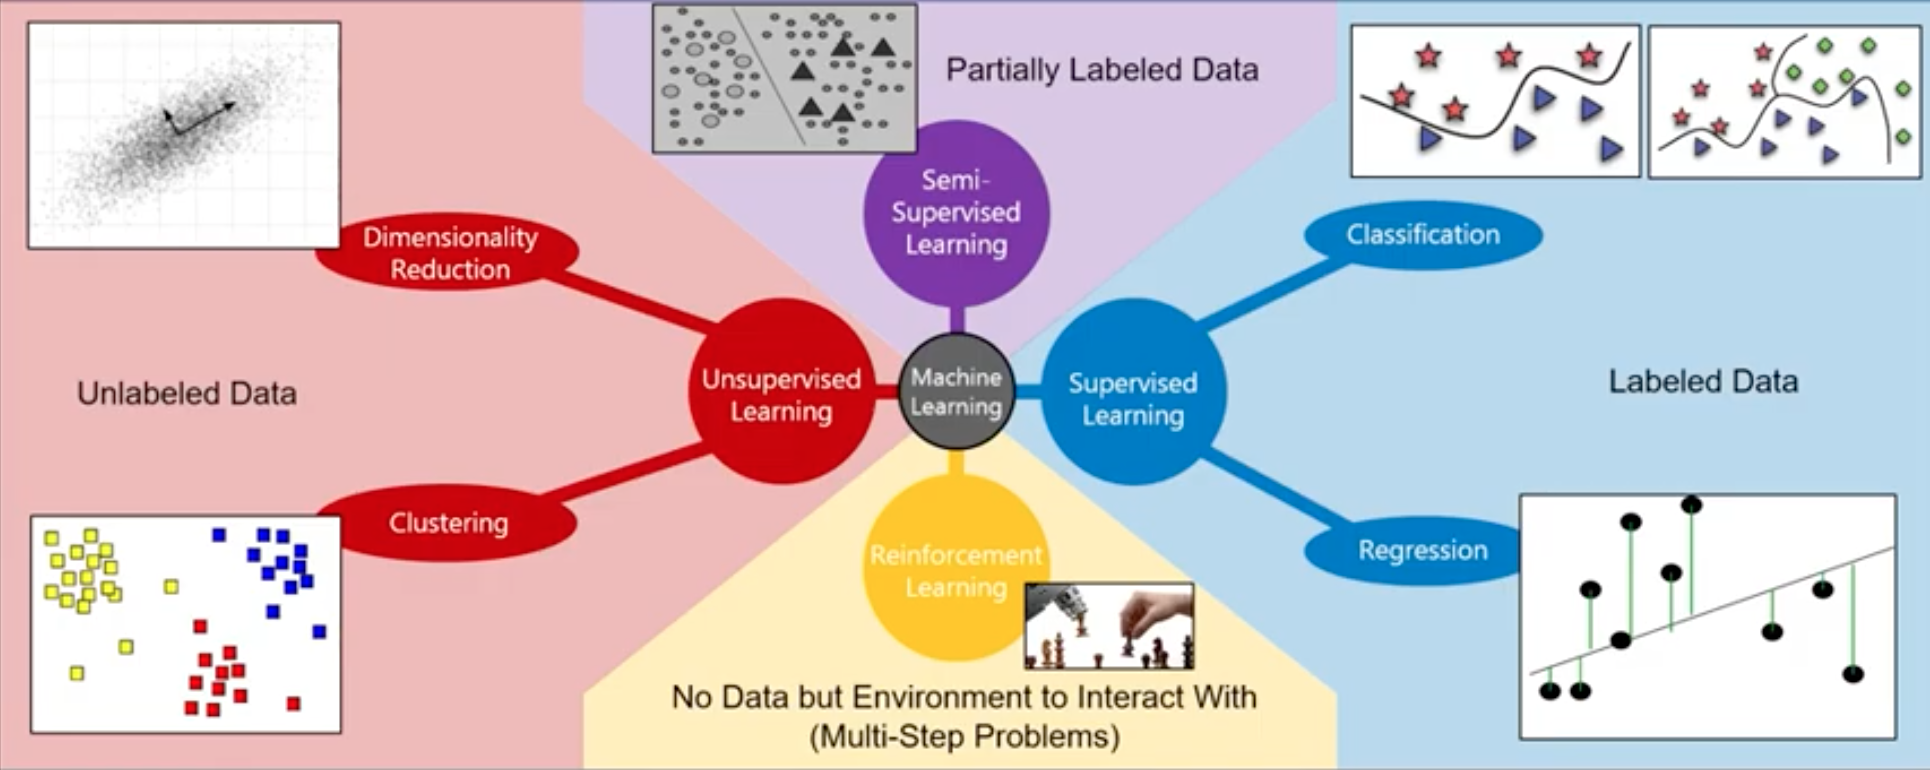 Partially Labeled Data
Semi-
Supervised
Learning
Dimensionality
Reduction
Classification
Unlabeled Data
Unsupervised
Learning
Machine
Learning
Supervised
Learning
Labeled Data
Clustering
Regression
Reinforcement
Learning
No Data but Environment to Interact With
(Multi-Step Problems)